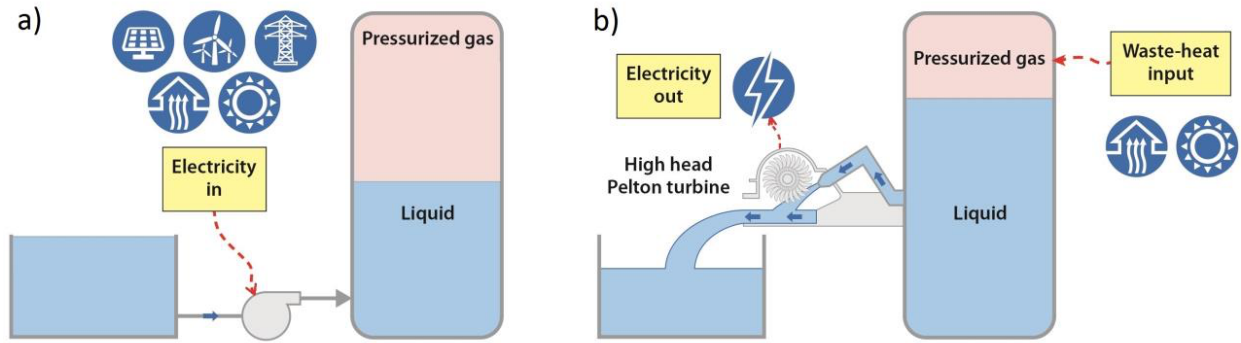 a)
Pressurized gas
Electricity
in
Liquid
b)
Electricity
out
Pressurized gas
Waste-heat
input
High head
Pelton turbine
Liquid